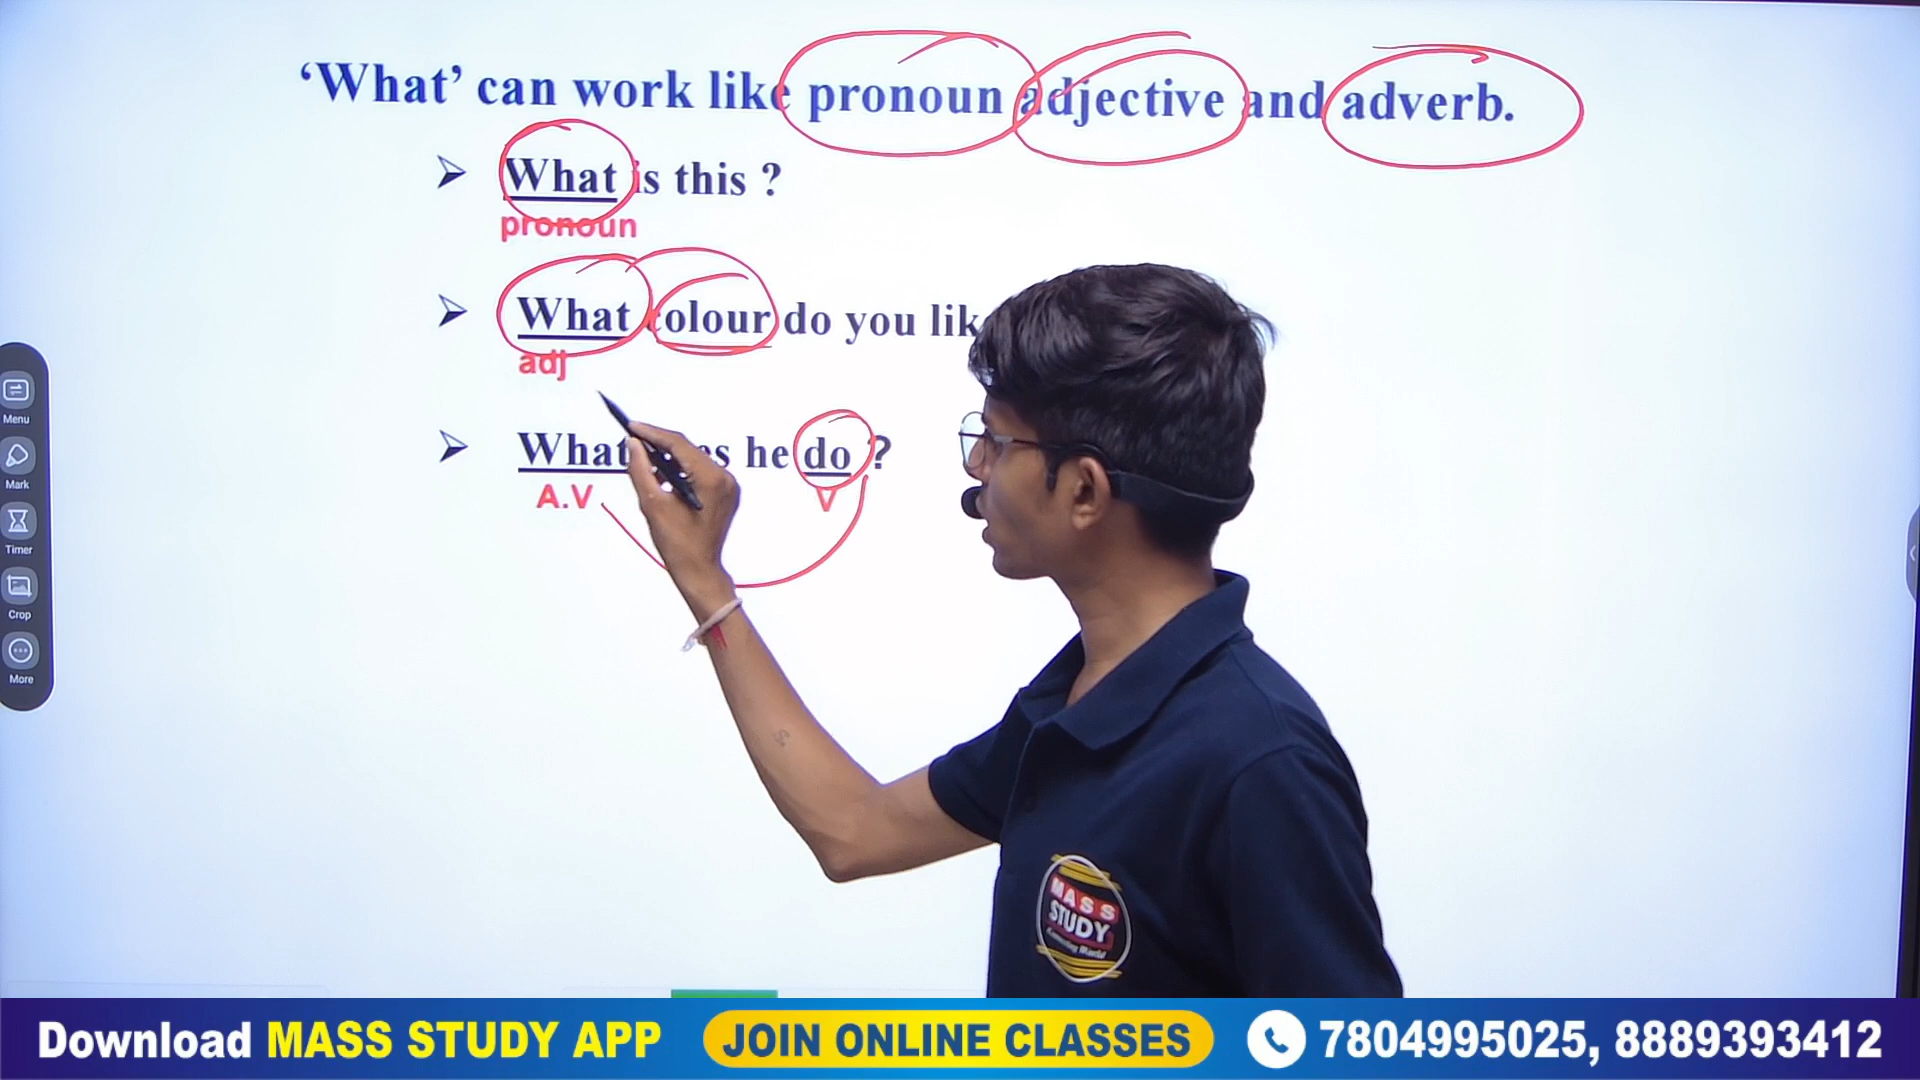 ‘What’ can work like pronoun adjective and adverb.
What is this ?
pronoun
What colour do you
adj
What he do ?
A.V V
Menu
Mark
Timer
Crop
More
MASS
STUDY
Download MASS STUDY APP JOIN ONLINE CLASSES 7804995025, 8889393412